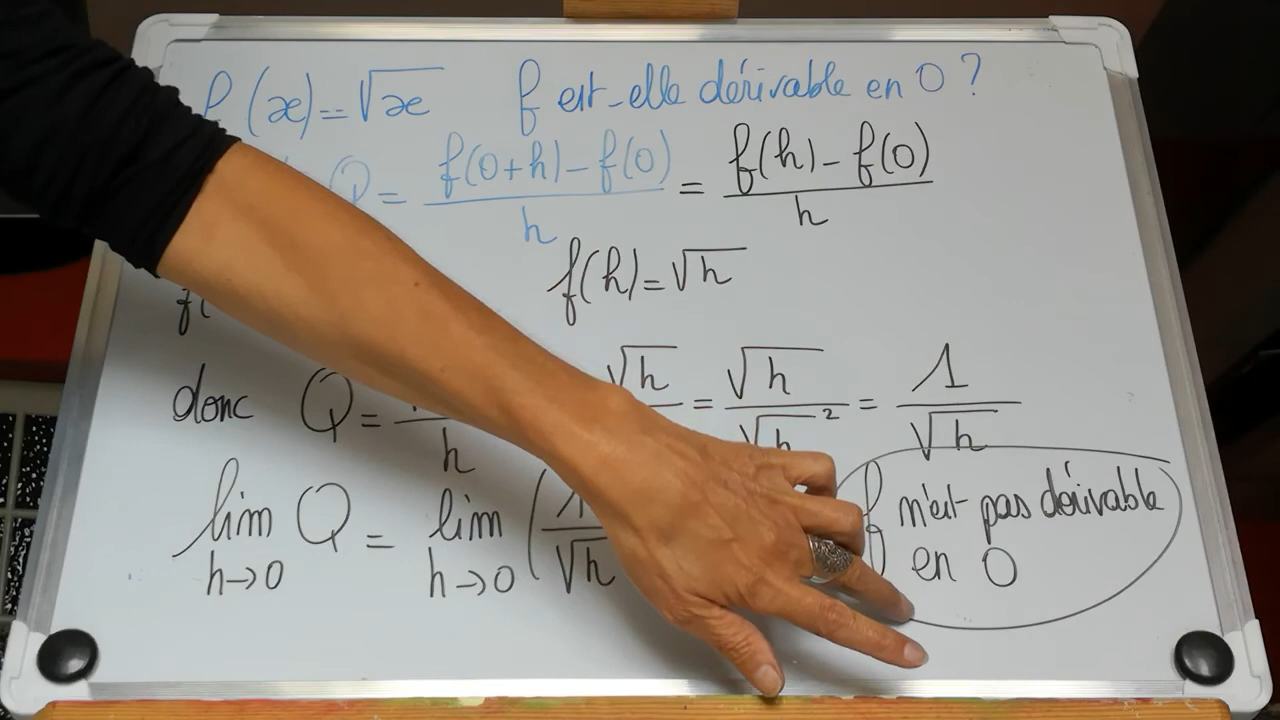 f(x) = √x f est-elle dérivable en 0 ?
Q = f(0+h) - f(0) / h = f(h) - f(0) / h
f( f(h) = √h
donc Q = / h √h = √h / √h² = 1 / √h
lim h→0 Q = lim h→0 (1 / √h f n'est pas dérivable
en 0